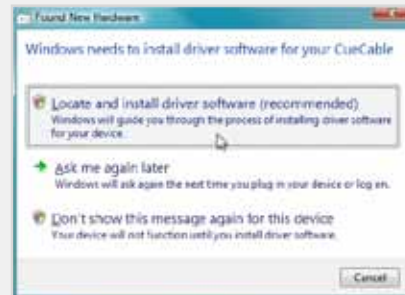 Found New Hardware
Windows needs to install driver software for your CueCable
Locate and install driver software (recommended)
Windows will guide you through the process of installing driver software
for your device.
Ask me again later
Windows will ask again the next time you plug in your device or log on.
Don't show this message again for this device
Your device will not function until you install driver software.
Cancel